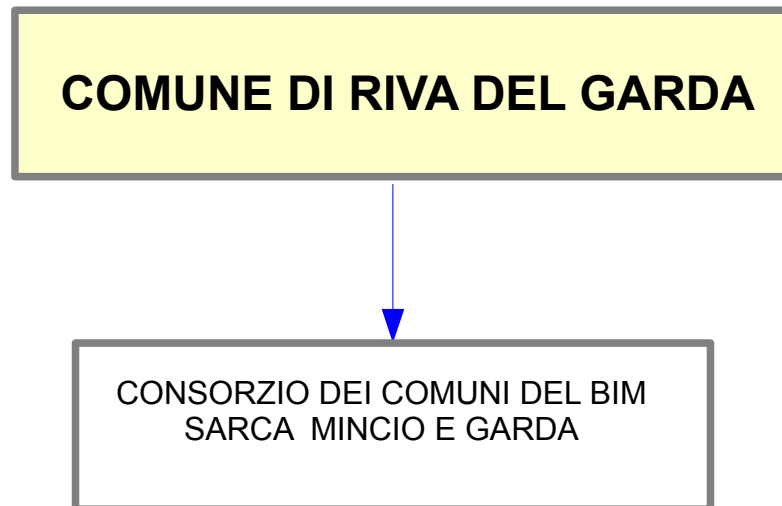 COMUNE DI RIVA DEL GARDA
CONSORZIO DEI COMUNI DEL BIM
SARCA MINCIO E GARDA